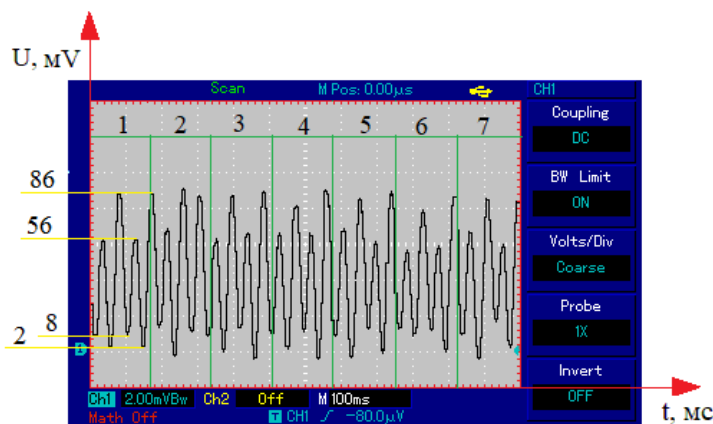 U, мV
Scan M Pos: 0.00μs CH1
1 2 3 4 5 6 7
Coupling
DC
86
BW Limit
ON
56
Volts/Div
Coarse
8
Probe
2
1X
Invert
OFF
Ch1 2.00mVBw Ch2 Off M 100ms
Math Off T CH1 -80.0μV
t, мс